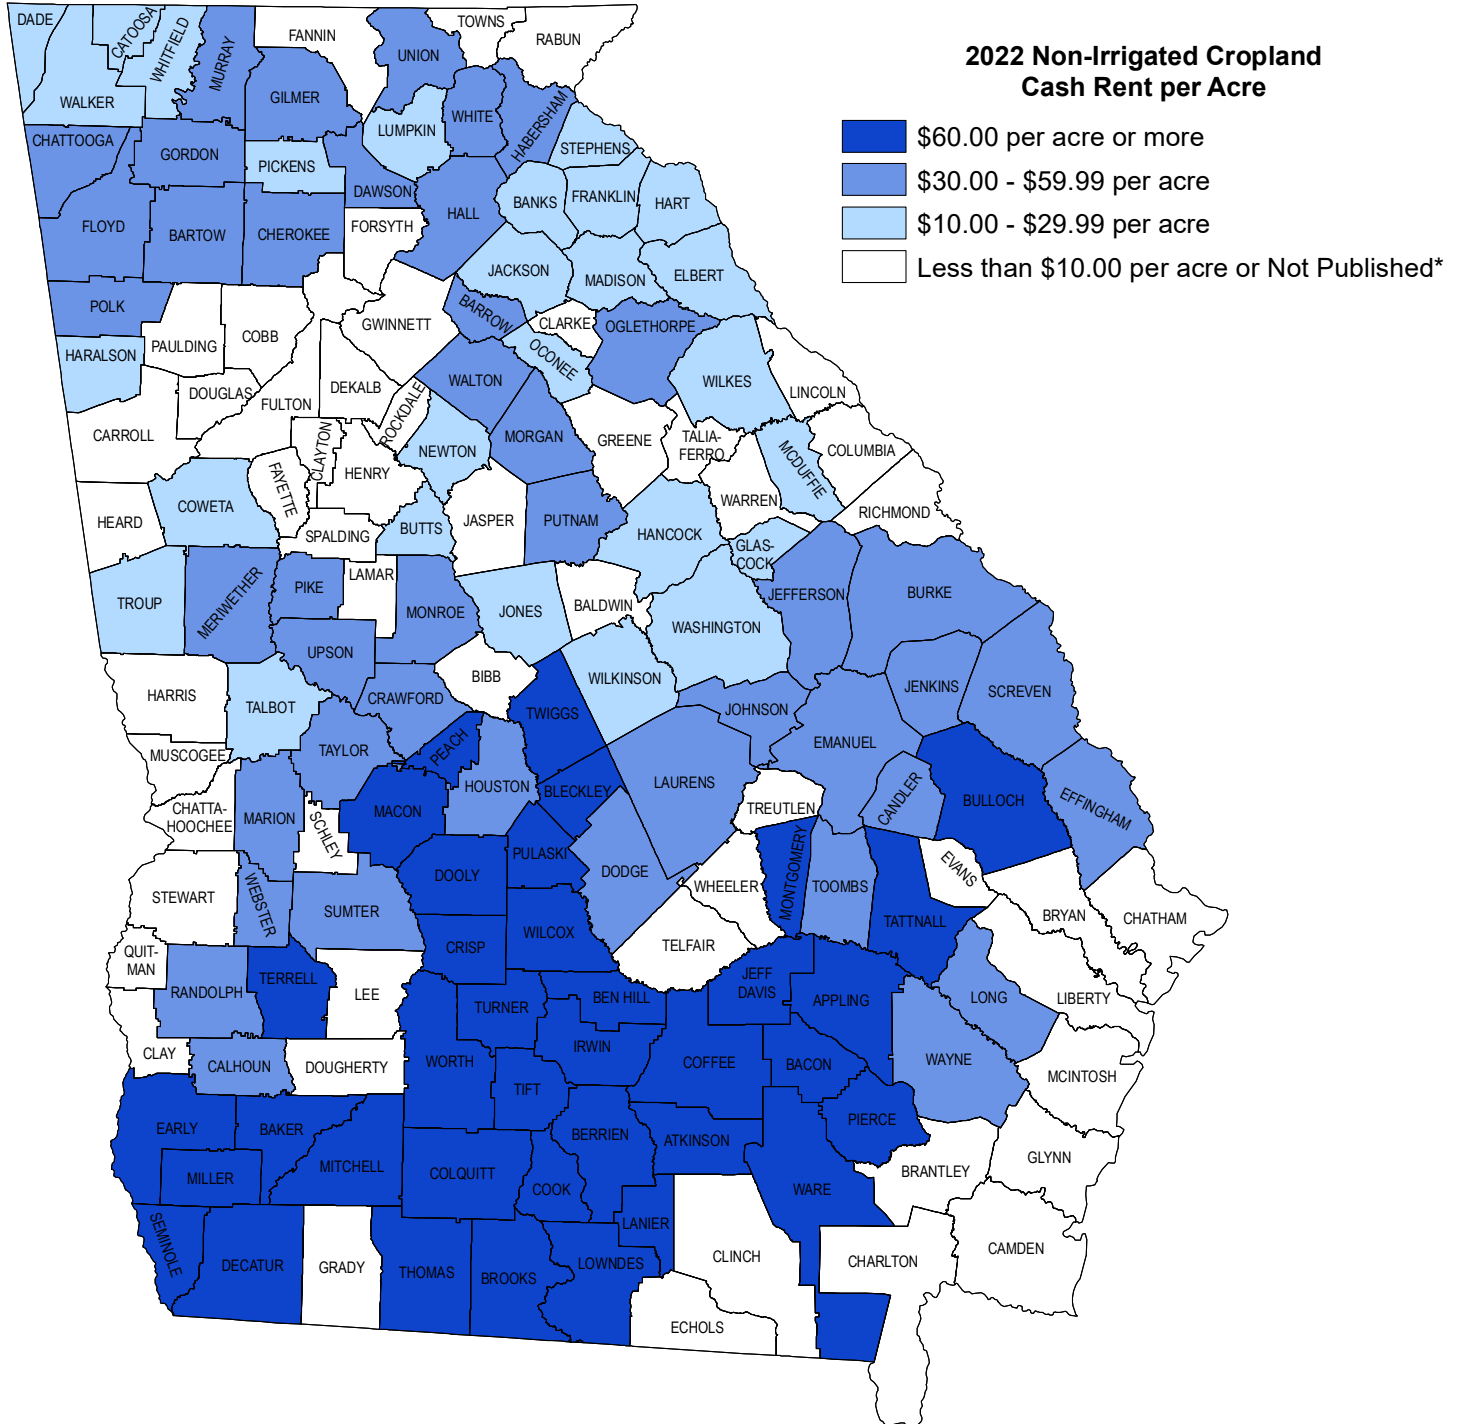 2022 Non-Irrigated Cropland
Cash Rent per Acre
$60.00 per acre or more
$30.00 - $59.99 per acre
$10.00 - $29.99 per acre
Less than $10.00 per acre or Not Published*
DADE
CATOOSA
WHITFIELD
MURRAY
FANNIN
UNION
TOWNS
RABUN
WALKER
GILMER
LUMPKIN
WHITE
HABERSHAM
STEPHENS
CHATTOOGA
GORDON
PICKENS
DAWSON
HALL
BANKS
FRANKLIN
HART
FLOYD
BARTOW
CHEROKEE
FORSYTH
JACKSON
MADISON
ELBERT
POLK
PAULDING
COBB
GWINNETT
BARROW
CLARKE
OGLETHORPE
HARALSON
DOUGLAS
FULTON
DEKALB
ROCKDALE
WALTON
OCONEE
WILKES
LINCOLN
CARROLL
CLAYTON
HENRY
NEWTON
MORGAN
GREENE
TALIA-
FERRO
MCDUFFIE
COLUMBIA
HEARD
COWETA
FAYETTE
SPALDING
BUTTS
JASPER
PUTNAM
HANCOCK
WARREN
GLAS-
COCK
RICHMOND
TROUP
MERIWETHER
PIKE
LAMAR
MONROE
JONES
BALDWIN
WASHINGTON
JEFFERSON
BURKE
UPSON
BIBB
WILKINSON
JENKINS
SCREVEN
HARRIS
TALBOT
CRAWFORD
TWIGGS
JOHNSON
EMANUEL
MUSCOGEE
TAYLOR
PEACH
HOUSTON
BLECKLEY
LAURENS
TREUTLEN
CANDLER
BULLOCH
EFFINGHAM
CHATTA-
HOOCHEE
MARION
SCHLEY
MACON
PULASKI
DODGE
WHEELER
MONTGOMERY
TOOMBS
TATTNALL
EVANS
BRYAN
CHATHAM
STEWART
WEBSTER
SUMTER
DOOLY
CRISP
WILCOX
TELFAIR
JEFF
DAVIS
APPLING
LONG
LIBERTY
QUIT-
MAN
RANDOLPH
TERRELL
LEE
TURNER
BEN HILL
CLAY
CALHOUN
DOUGHERTY
WORTH
TIFT
IRWIN
COFFEE
BACON
WAYNE
MCINTOSH
EARLY
BAKER
MITCHELL
COLQUITT
BERRIEN
ATKINSON
PIERCE
BRANTLEY
GLYNN
MILLER
COOK
WARE
SEMINOLE
DECATUR
GRADY
THOMAS
BROOKS
LOWNDES
LANIER
CLINCH
CHARLTON
CAMDEN
ECHOLS